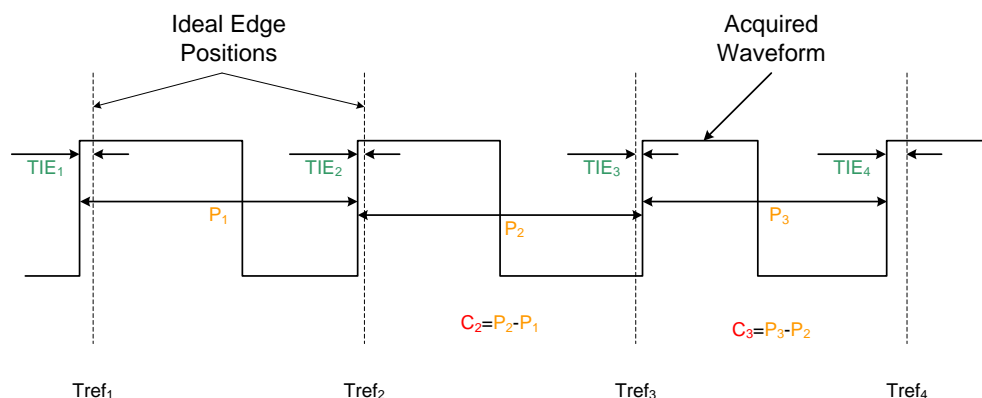 Ideal Edge
Positions
Acquired
Waveform
TIE₁
TIE₂
TIE₃
TIE₄
P₁
P₂
P₃
C₂=P₂-P₁
C₃=P₃-P₂
Tref₁
Tref₂
Tref₃
Tref₄